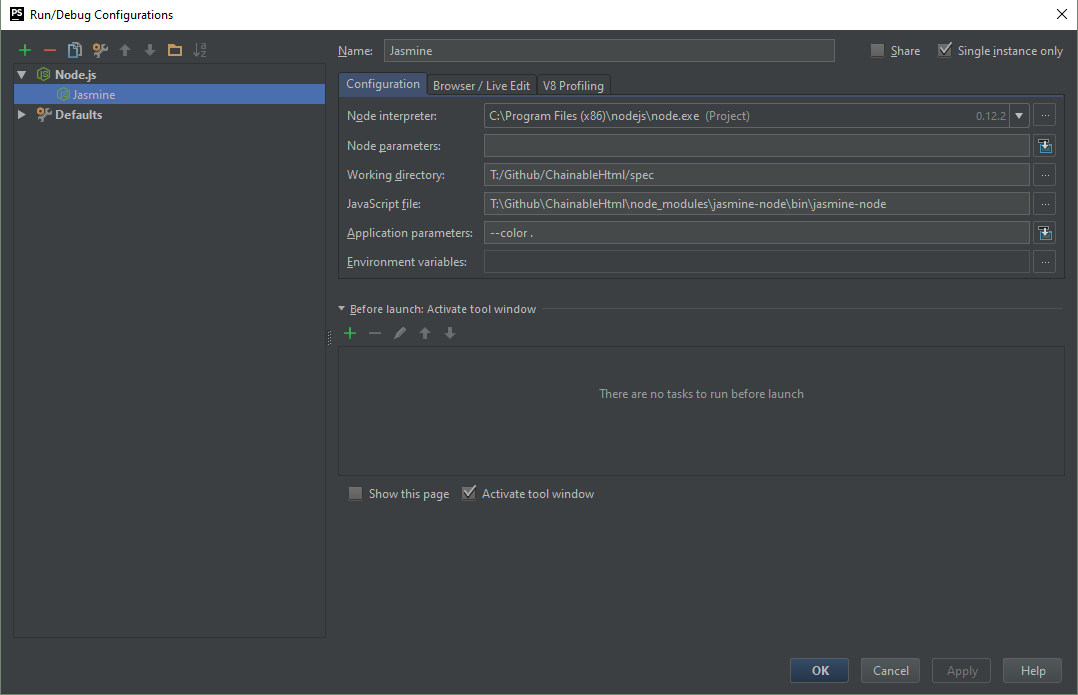 PS Run/Debug Configurations
Name: Jasmine Share Single instance only
Node.js
Jasmine
Defaults
Configuration Browser / Live Edit V8 Profiling
Node interpreter: C:\Program Files (x86)\nodejs\node.exe (Project) 0.12.2 ...
Node parameters:
Working directory: T:/Github/ChainableHtml/spec ...
JavaScript file: T:\Github\ChainableHtml\node_modules\jasmine-node\bin\jasmine-node ...
Application parameters: --color .
Environment variables: ...
Before launch: Activate tool window
There are no tasks to run before launch
Show this page Activate tool window
OK Cancel Apply Help